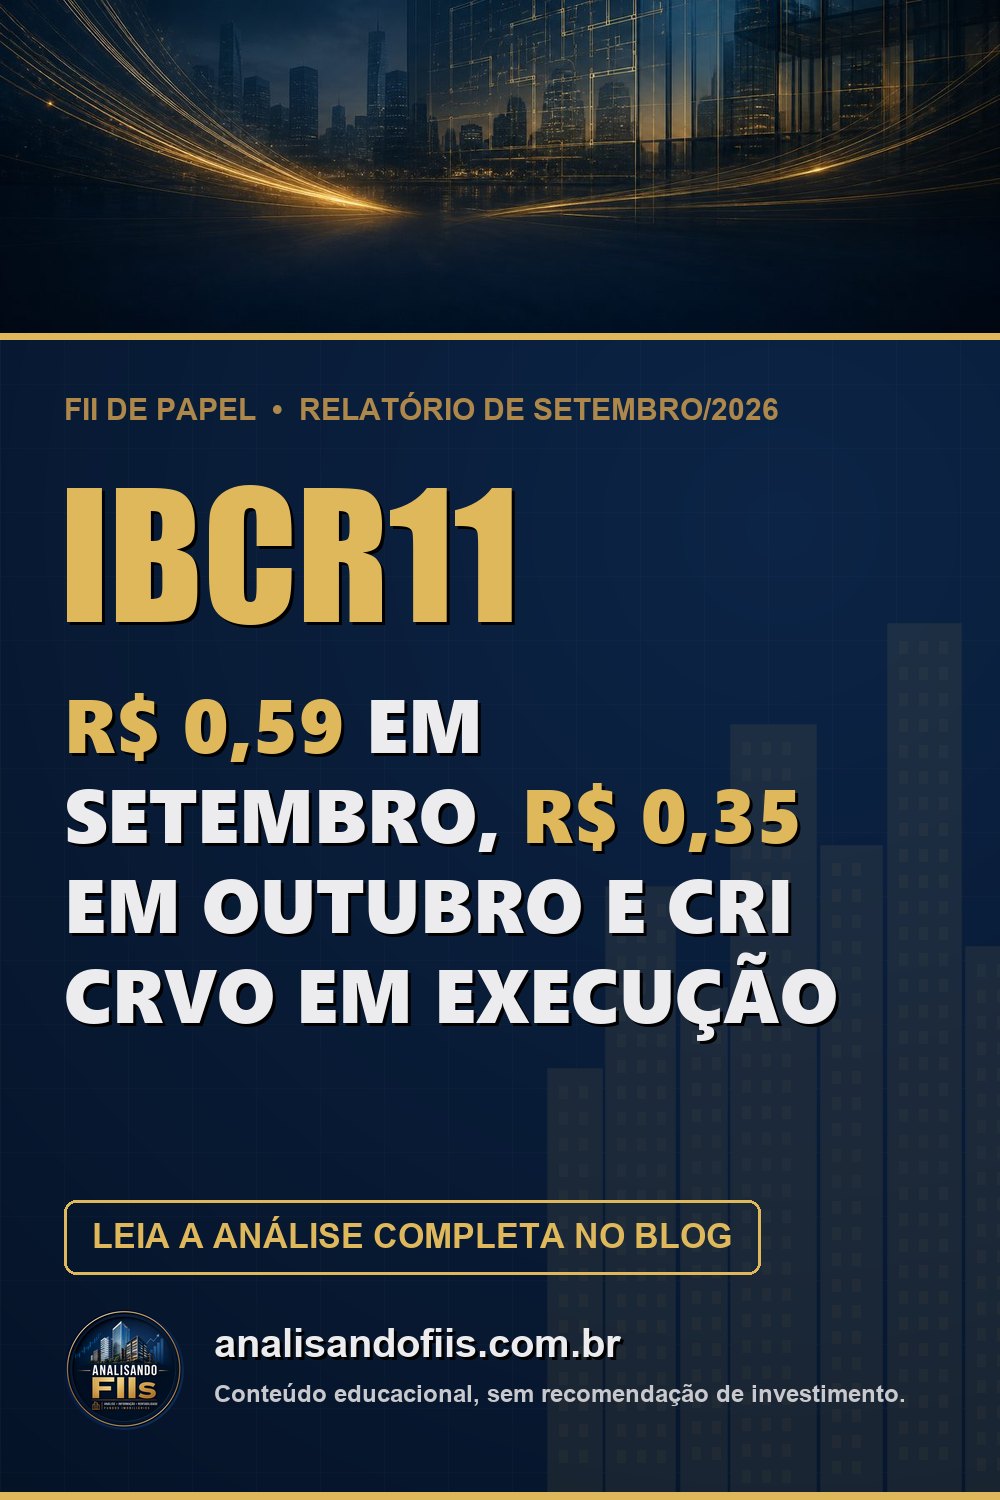 FII DE PAPEL • RELATÓRIO DE SETEMBRO/2026
IBCR11
R$ 0,59 EM
SETEMBRO, R$ 0,35
EM OUTUBRO E CRI
CRVO EM EXECUÇÃO
LEIA A ANÁLISE COMPLETA NO BLOG
ANALISANDO
FIIs
analisandofiis.com.br
Conteúdo educacional, sem recomendação de investimento.